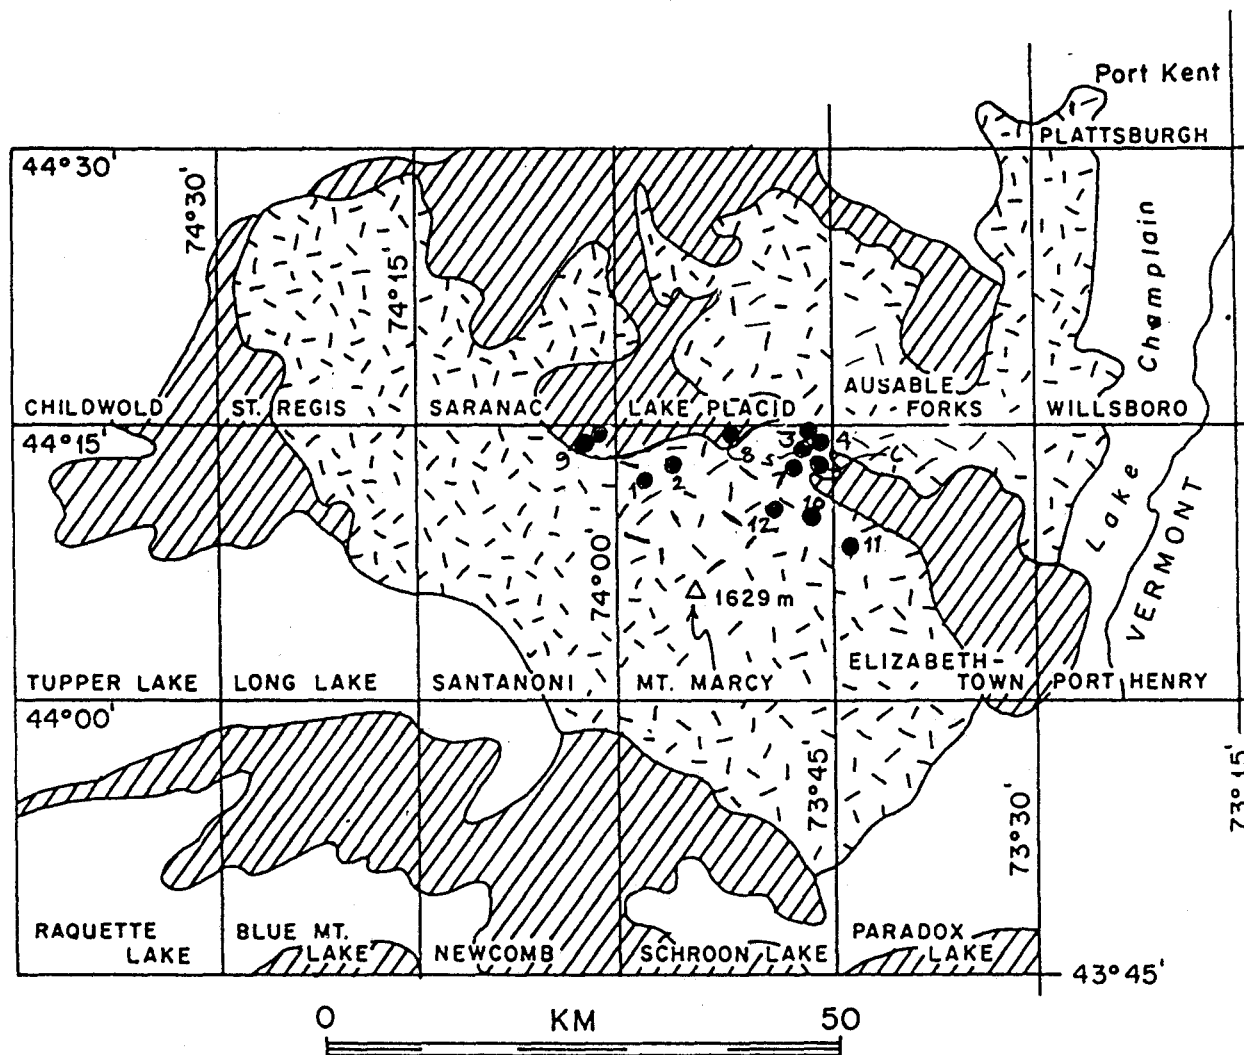 Port Kent
PLATTSBURGH
44°30'
74°30'
74°15'
Champlain
CHILDWOLD
ST. REGIS
SARANAC
LAKE PLACID
AUSABLE
FORKS
WILLSBORO
44°15'
9
1
2
8
3
4
5
6
12
10
11
74°00'
1629 m
Lake
VERMONT
TUPPER LAKE
LONG LAKE
SANTANONI
MT. MARCY
ELIZABETH-
TOWN
PORT HENRY
44°00'
73°45'
73°30'
73°15'
RAQUETTE
LAKE
BLUE MT.
LAKE
NEWCOMB
SCHROON LAKE
PARADOX
LAKE
43°45'
0 KM 50